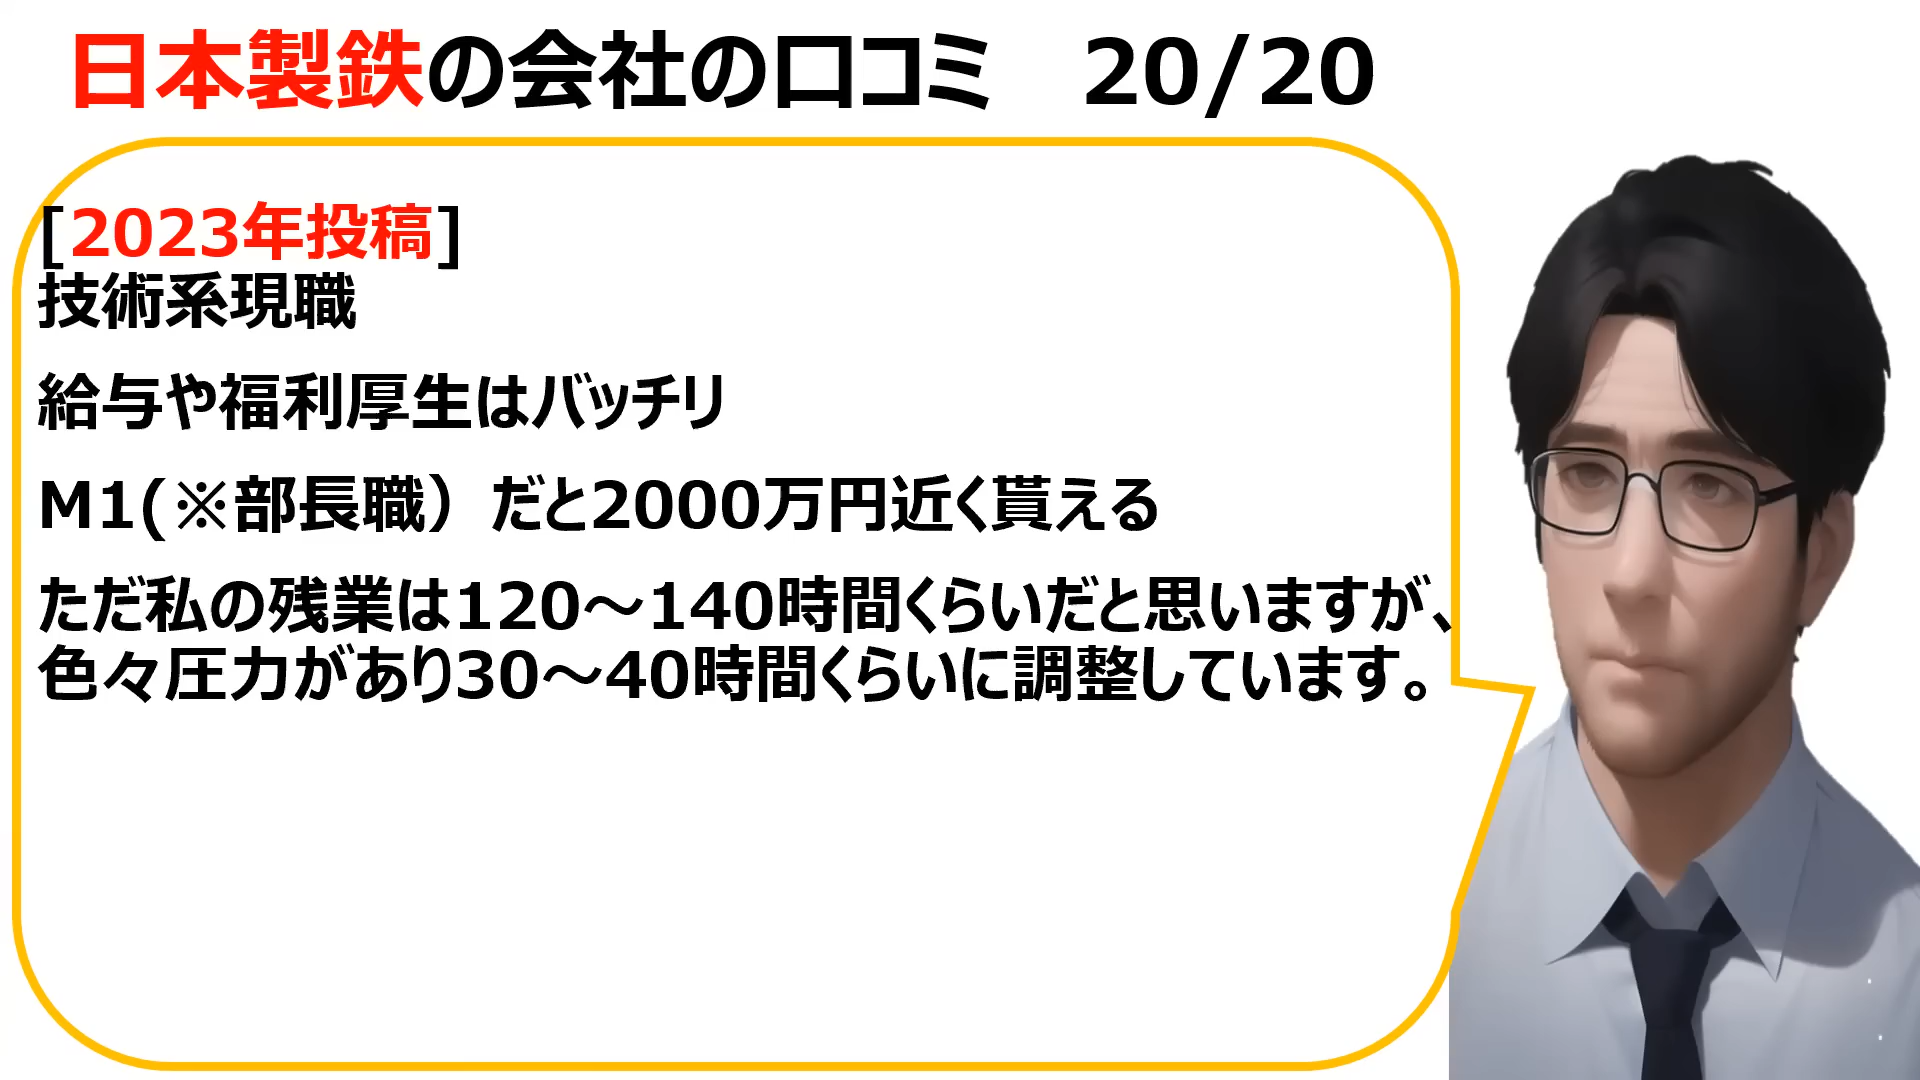 日本製鉄の会社の口コミ　20/20
[2023年投稿]
技術系現職
給与や福利厚生はバッチリ
M1(※部長職）だと2000万円近く貰える
ただ私の残業は120～140時間くらいだと思いますが、
色々圧力があり30～40時間くらいに調整しています。